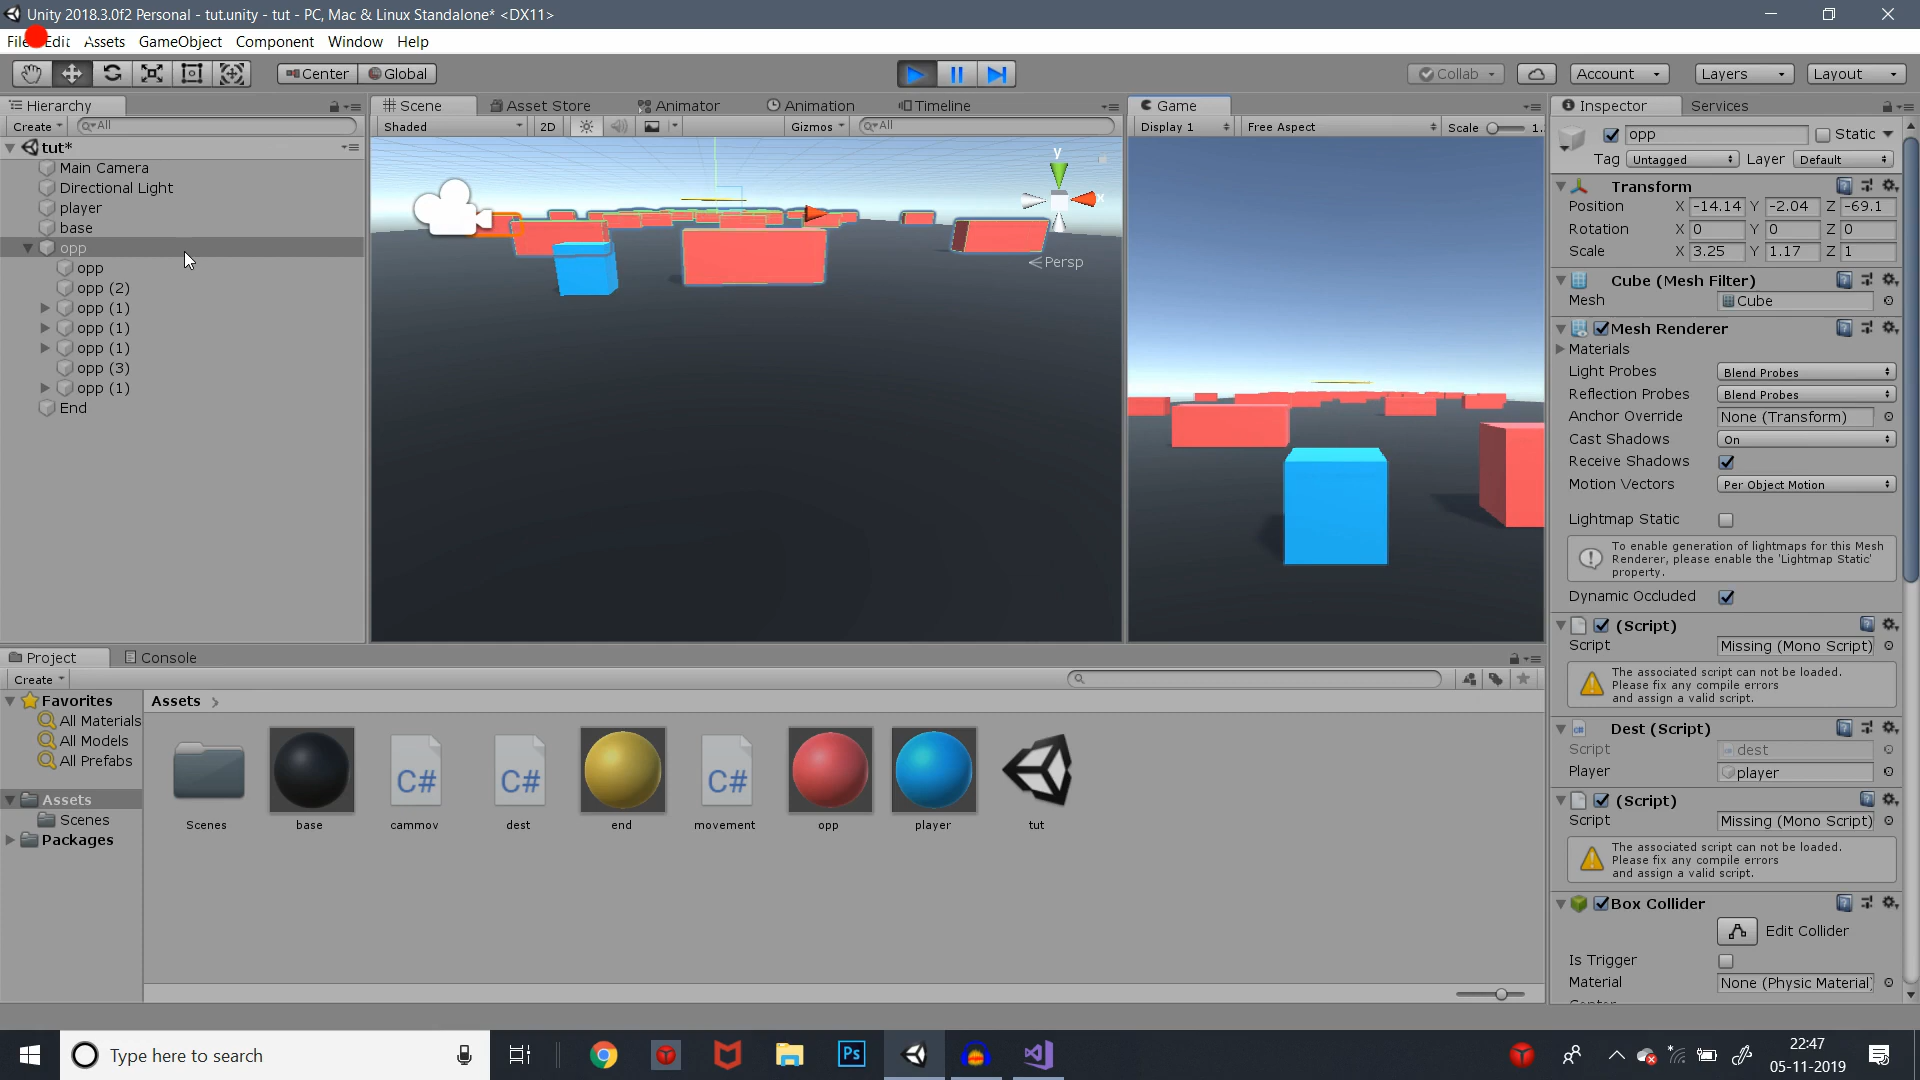 Unity 2018.3.0f2 Personal - tut.unity - tut - PC, Mac & Linux Standalone* <DX11>
File Edit Assets GameObject Component Window Help
Center Global Collab Account Layers Layout
Hierarchy
Create All
tut*
Main Camera
Directional Light
player
base
opp
opp
opp (2)
opp (1)
opp (1)
opp (1)
opp (3)
opp (1)
End
Scene Asset Store Animator Animation Timeline
Shaded 2D Gizmos All
y
x
Persp
Game
Display 1 Free Aspect Scale 1.
Inspector Services
opp Static
Tag Untagged Layer Default
Transform
Position X -14.14 Y -2.04 Z -69.1
Rotation X 0 Y 0 Z 0
Scale X 3.25 Y 1.17 Z 1
Cube (Mesh Filter)
Mesh Cube
Mesh Renderer
Materials
Light Probes Blend Probes
Reflection Probes Blend Probes
Anchor Override None (Transform)
Cast Shadows On
Receive Shadows
Motion Vectors Per Object Motion
Lightmap Static
To enable generation of lightmaps for this Mesh
Renderer, please enable the 'Lightmap Static'
property.
Dynamic Occluded
(Script)
Script Missing (Mono Script)
The associated script can not be loaded.
Please fix any compile errors
and assign a valid script.
Dest (Script)
Script dest
Player player
(Script)
Script Missing (Mono Script)
The associated script can not be loaded.
Please fix any compile errors
and assign a valid script.
Box Collider
Edit Collider
Is Trigger
Material None (Physic Material)
Project Console
Create
Favorites
All Materials
All Models
All Prefabs
Assets
Scenes
Packages
Assets
C# C# C#
Scenes base cammov dest end movement opp player tut
Type here to search
Ps
22:47
05-11-2019